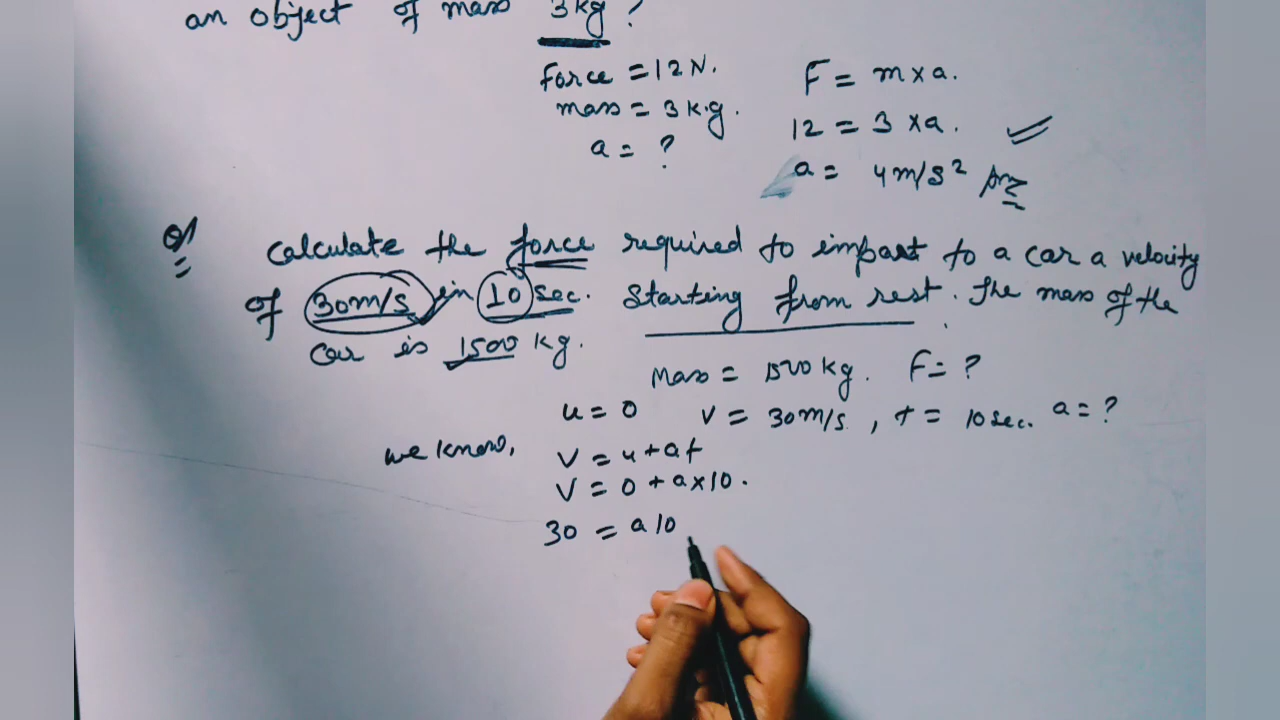 an object of mass 3kg?
force = 12N.
mass = 3 k.g.
a = ?
F = m x a.
12 = 3 x a.
a = 4m/s² Ans
Q calculate the force required to impart to a car a velocity
of 30m/s in 10 sec. starting from rest. The mass of the
car is 1500 kg.
Mass = 1500 kg. F = ?
u = 0 v = 30m/s, t = 10 sec. a = ?
we know, v = u + at
v = 0 + a x 10.
30 = a 10